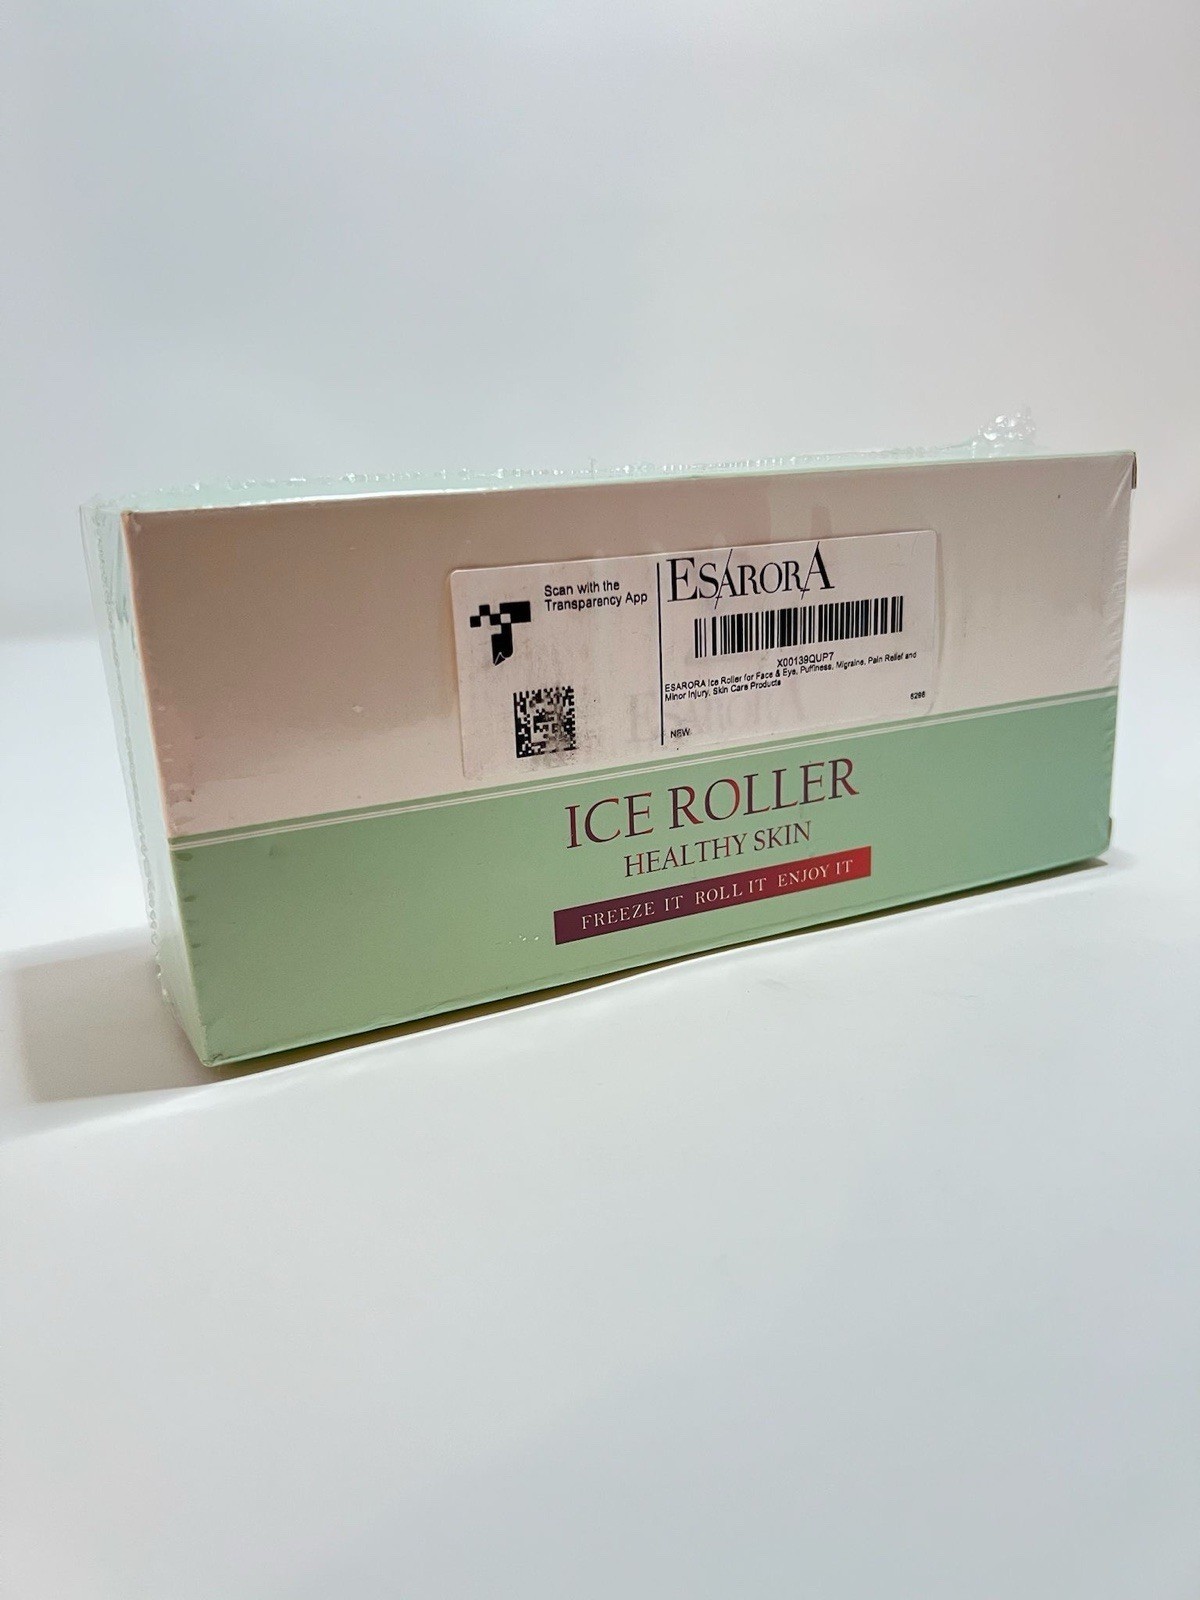 Scan with the
Transparency App
ESARORA
X00139QUP7
ESARORA Ice Roller for Face & Eye, Puffiness, Migraine, Pain Relief and
Minor Injury, Skin Care Products
NEW
6286
ICE ROLLER
HEALTHY SKIN
FREEZE IT ROLL IT ENJOY IT